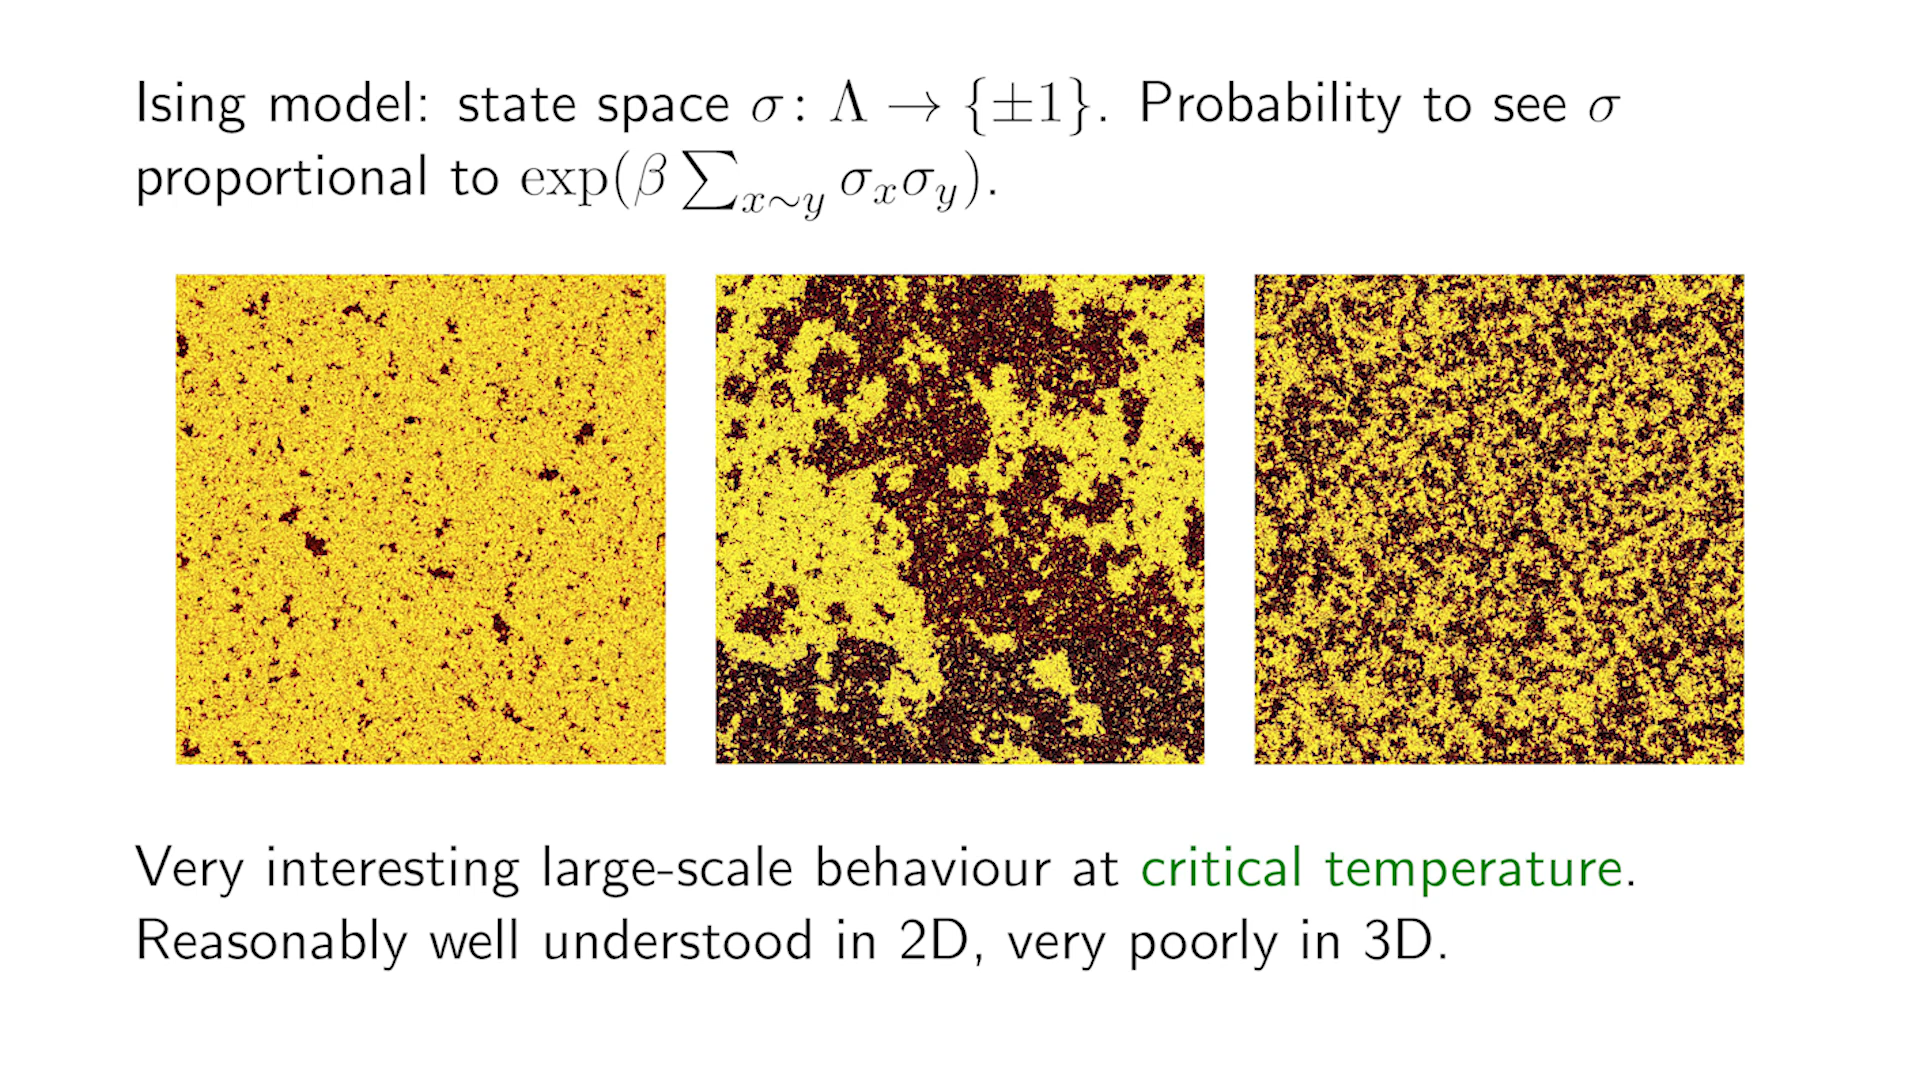 Ising model: state space σ: Λ → {±1}. Probability to see σ
proportional to exp(β ∑_{x∼y} σ_xσ_y).
Very interesting large-scale behaviour at critical temperature.
Reasonably well understood in 2D, very poorly in 3D.